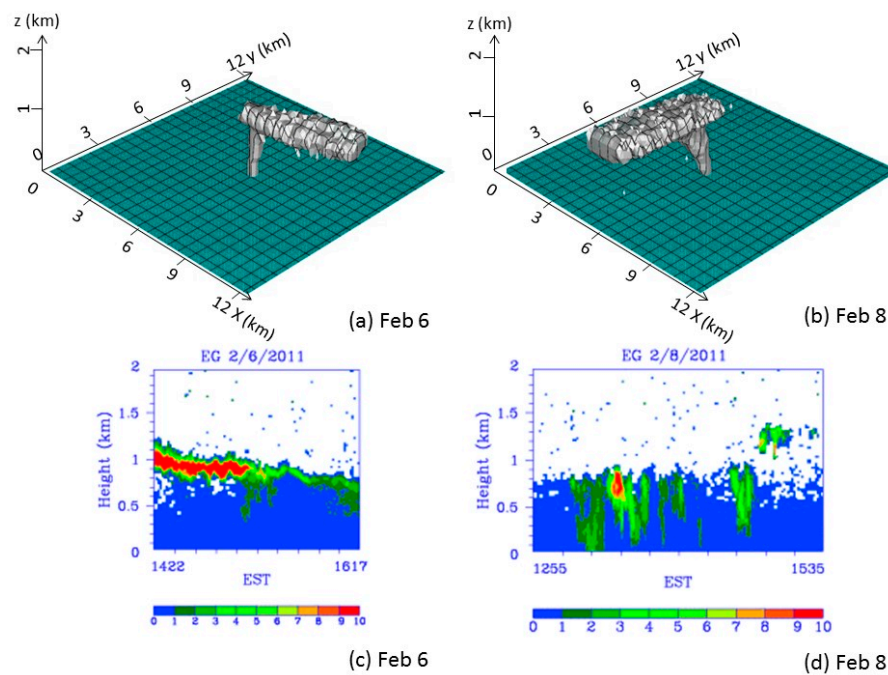 z (km)
2
1
0
0
3
6
9
12 y (km)
3
6
9
12 X (km)
(a) Feb 6
z (km)
2
1
0
0
3
6
9
12 y (km)
3
6
9
12 X (km)
(b) Feb 8
EG 2/6/2011
2
1.5
1
0.5
0
Height (km)
1422 1617
EST
0 1 2 3 4 5 6 7 8 9 10
(c) Feb 6
EG 2/8/2011
2
1.5
1
0.5
0
Height (km)
1255 1535
EST
0 1 2 3 4 5 6 7 8 9 10
(d) Feb 8